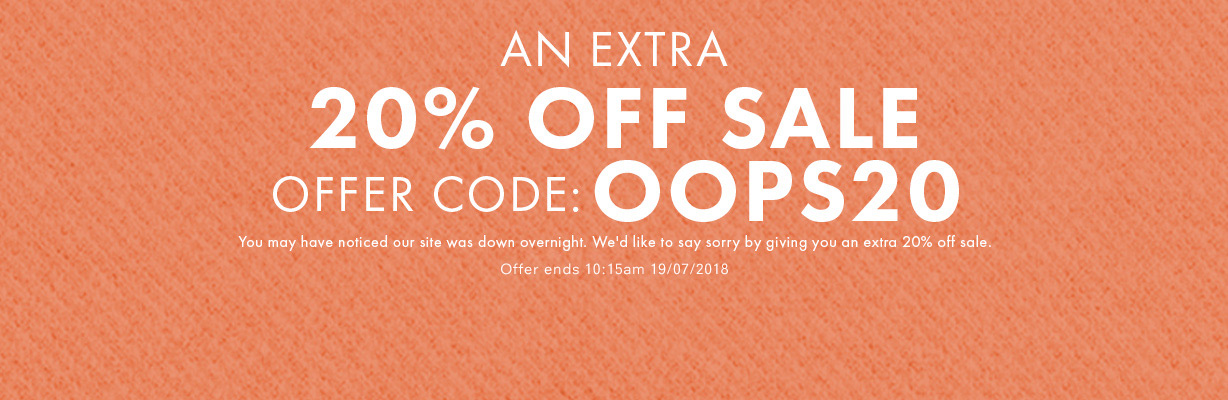 AN EXTRA
20% OFF SALE
OFFER CODE: OOPS20
You may have noticed our site was down overnight. We'd like to say sorry by giving you an extra 20% off sale.
Offer ends 10:15am 19/07/2018